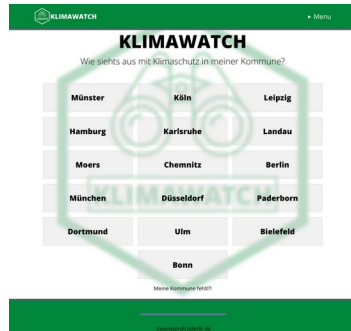 KLIMAWATCH
▸ Menu
KLIMAWATCH
Wie siehts aus mit Klimaschutz in meiner Kommune?
Münster Köln Leipzig
Hamburg Karlsruhe Landau
Moers Chemnitz Berlin
München Düsseldorf Paderborn
KLIMAWATCH
Dortmund Ulm Bielefeld
Bonn
Meine Kommune fehlt?!